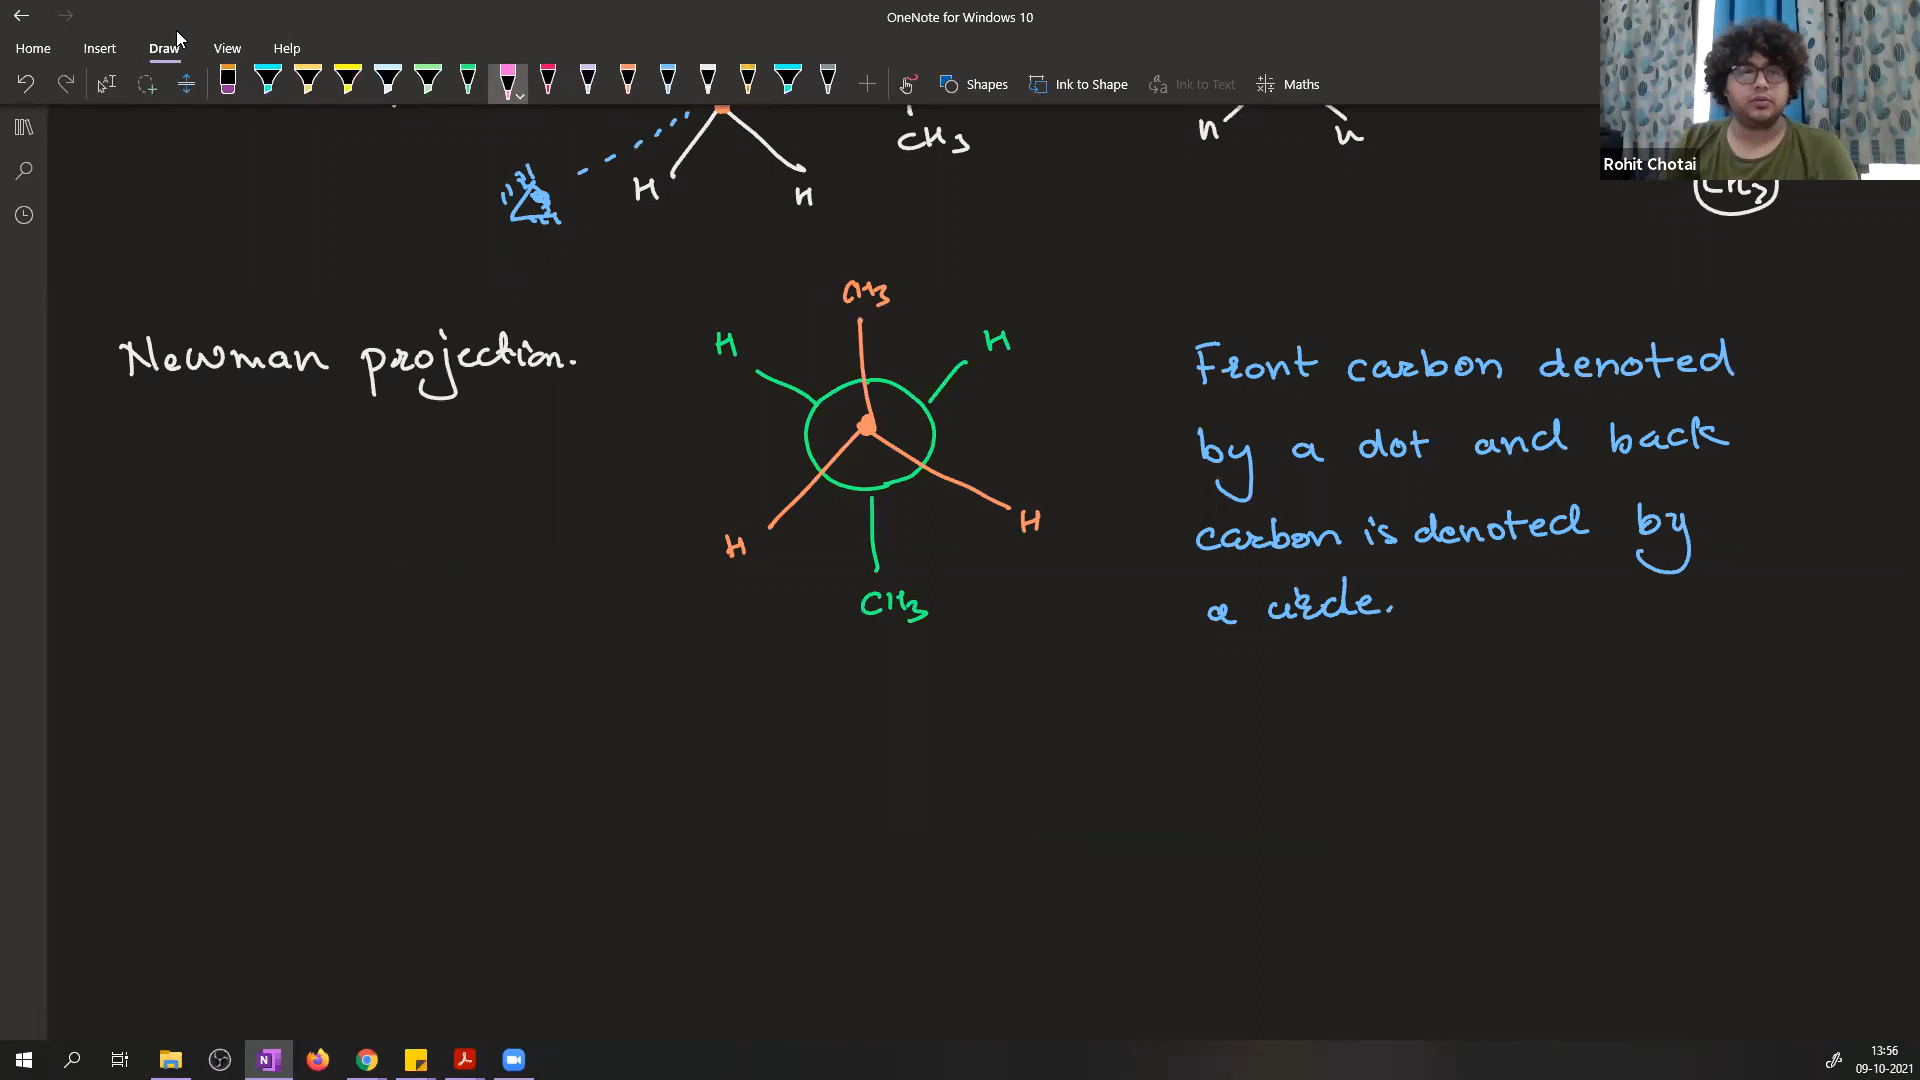 OneNote for Windows 10
Home Insert Draw View Help
Shapes Ink to Shape Ink to Text Maths
Rohit Chotai
CH3
n n
H H
CH3
Newman projection.
CH3
H H
H H
CH3
Front carbon denoted
by a dot and back
carbon is denoted by
a circle.
13:56
09-10-2021